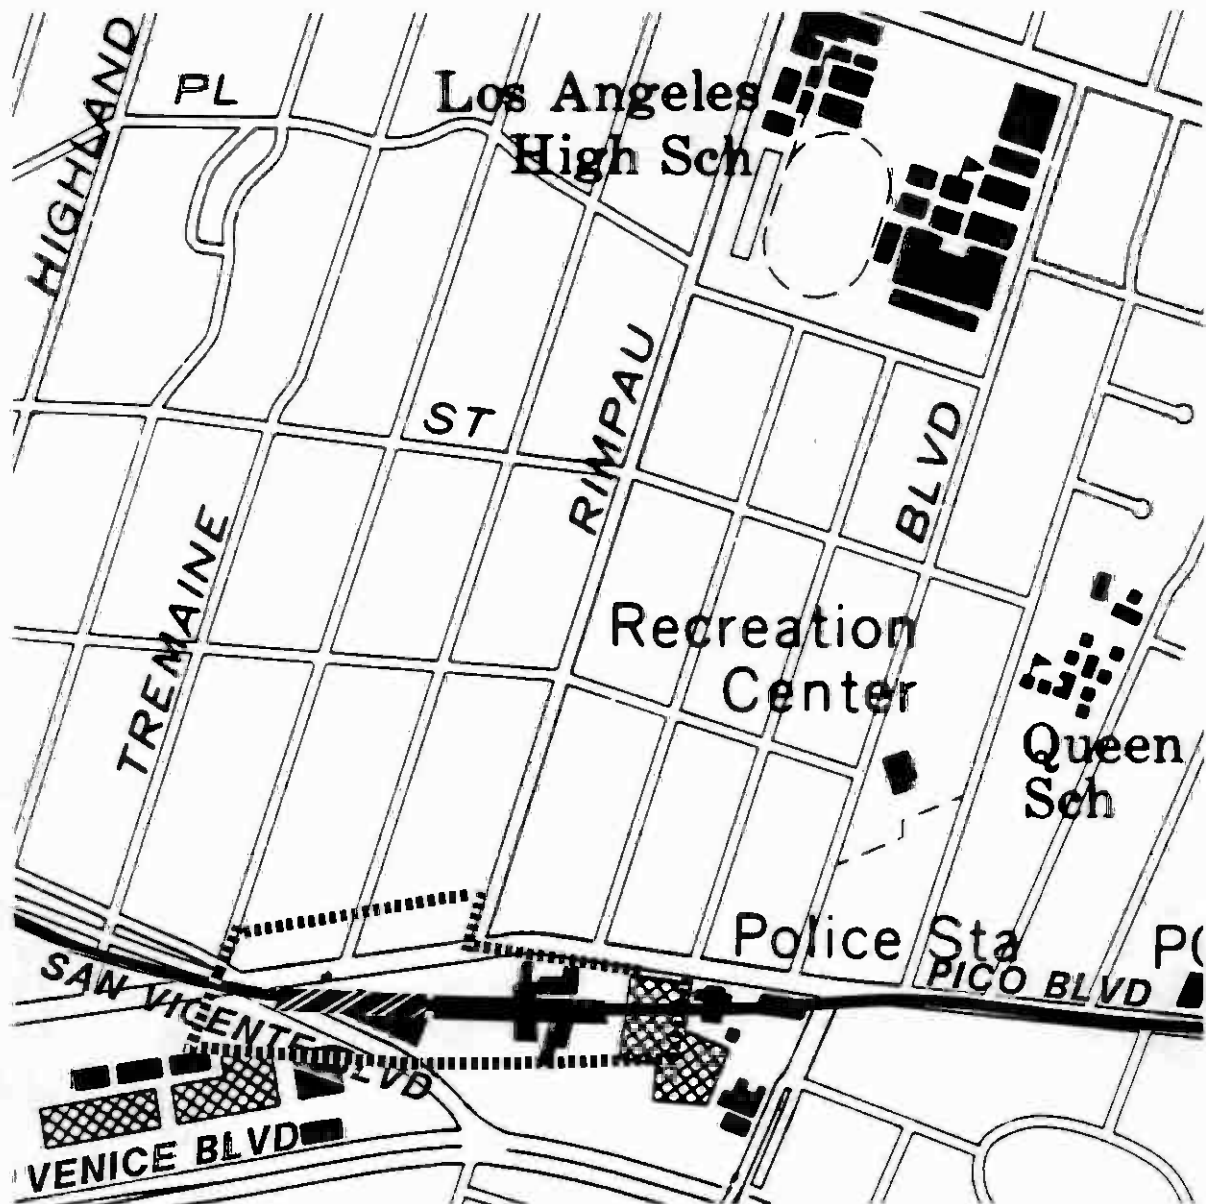 HIGHLAND
PL
Los Angeles
High Sch
ST
RIMPAU
BLVD
TREMAINE
Recreation
Center
Queen
Sch
Police Sta
PO
PICO BLVD
SAN VICENTE BLVD
VENICE BLVD